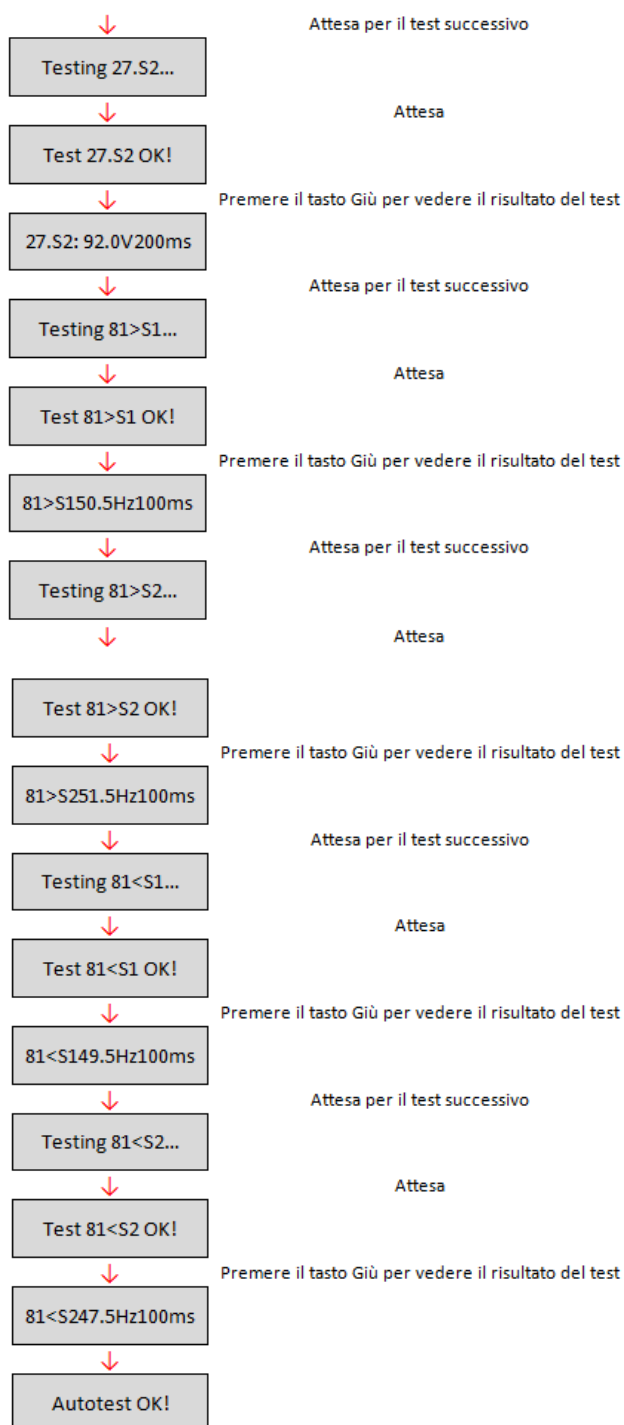 Attesa per il test successivo
Testing 27.S2...
Attesa
Test 27.S2 OK!
Premere il tasto Giù per vedere il risultato del test
27.S2: 92.0V200ms
Attesa per il test successivo
Testing 81>S1...
Attesa
Test 81>S1 OK!
Premere il tasto Giù per vedere il risultato del test
81>S150.5Hz100ms
Attesa per il test successivo
Testing 81>S2...
Attesa
Test 81>S2 OK!
Premere il tasto Giù per vedere il risultato del test
81>S251.5Hz100ms
Attesa per il test successivo
Testing 81<S1...
Attesa
Test 81<S1 OK!
Premere il tasto Giù per vedere il risultato del test
81<S149.5Hz100ms
Attesa per il test successivo
Testing 81<S2...
Attesa
Test 81<S2 OK!
Premere il tasto Giù per vedere il risultato del test
81<S247.5Hz100ms
Autotest OK!